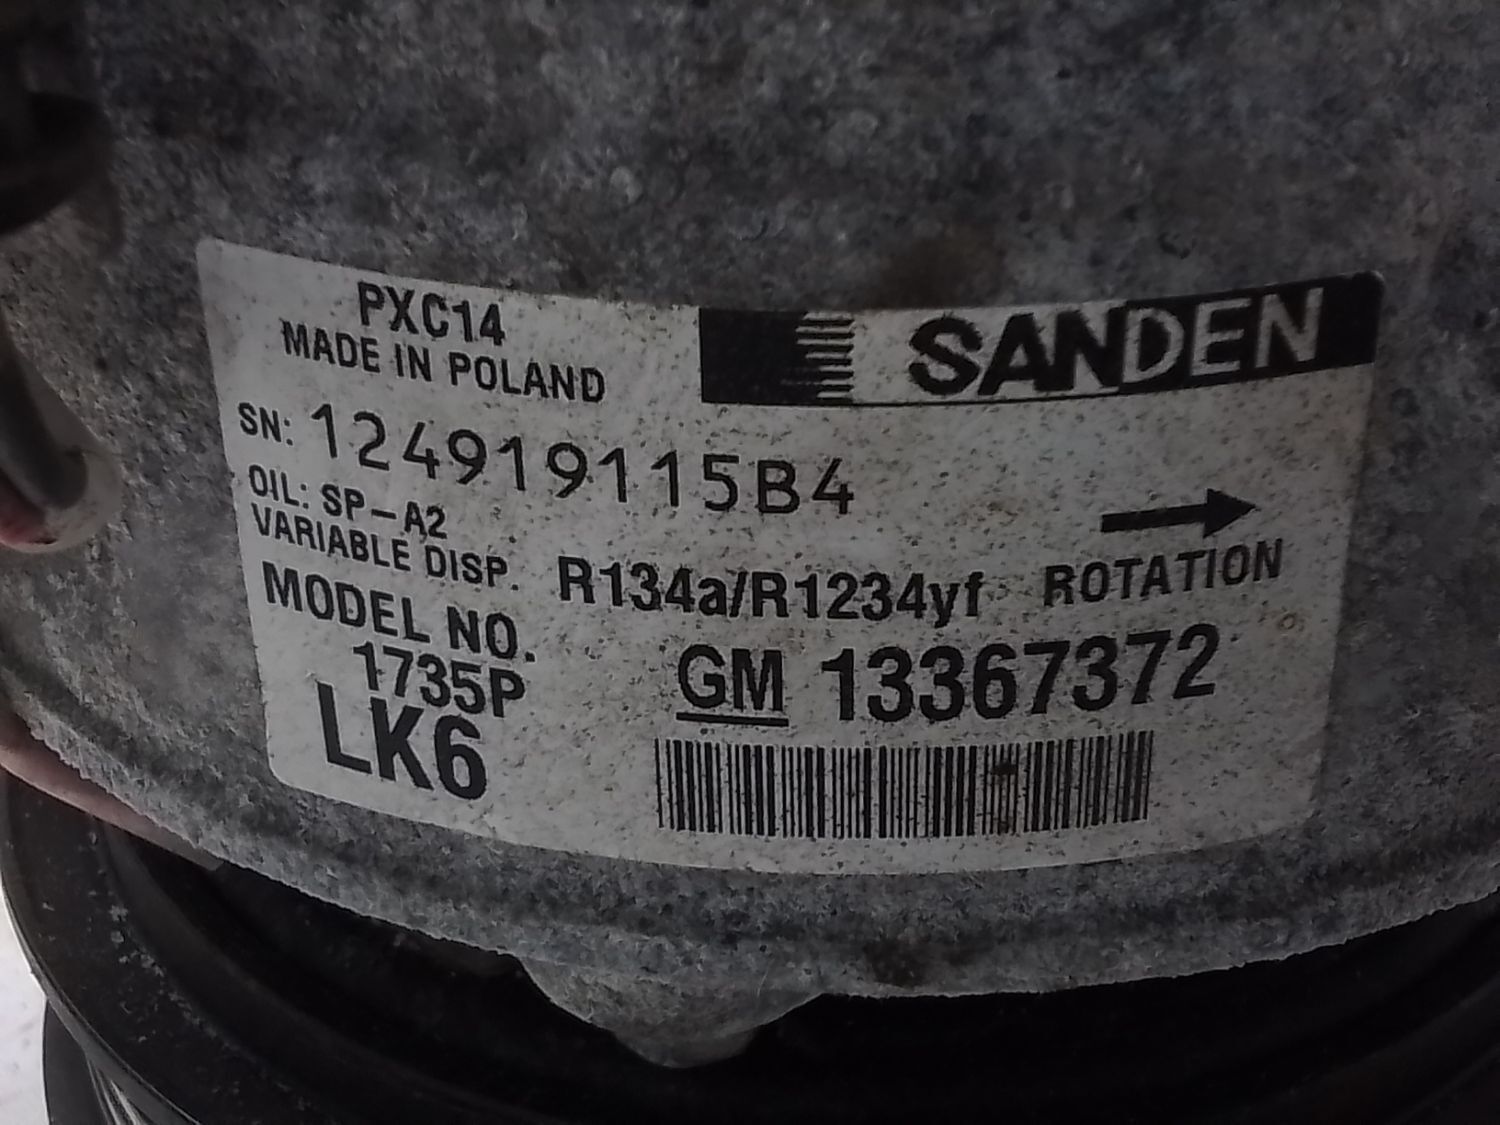 PXC14
MADE IN POLAND
SANDEN
SN: 124919115B4
OIL: SP-A2
VARIABLE DISP. R134a/R1234yf ROTATION
MODEL NO.
1735P
LK6
GM 13367372